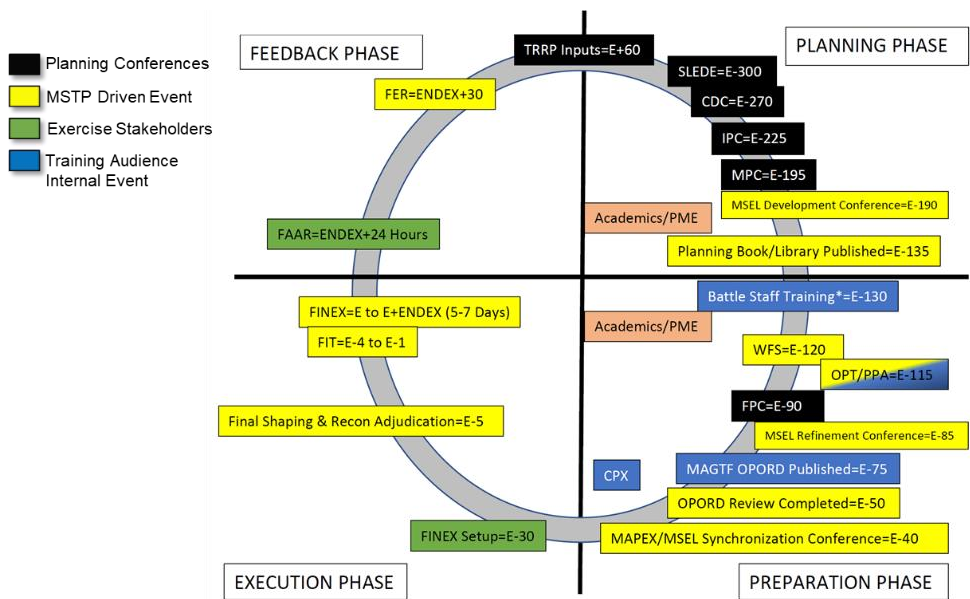 FEEDBACK PHASE
TRRP Inputs=E+60
PLANNING PHASE
Planning Conferences
MSTP Driven Event
Exercise Stakeholders
Training Audience
Internal Event
SLEDE=E-300
FER=ENDEX+30
CDC=E-270
IPC=E-225
MPC=E-195
MSEL Development Conference=E-190
Academics/PME
FAAR=ENDEX+24 Hours
Planning Book/Library Published=E-135
Battle Staff Training*=E-130
FINEX=E to E+ENDEX (5-7 Days)
Academics/PME
FIT=E-4 to E-1
WFS=E-120
OPT/PPA=E-115
FPC=E-90
Final Shaping & Recon Adjudication=E-5
MSEL Refinement Conference=E-85
MAGTF OPORD Published=E-75
CPX
OPORD Review Completed=E-50
FINEX Setup=E-30
MAPEX/MSEL Synchronization Conference=E-40
EXECUTION PHASE
PREPARATION PHASE